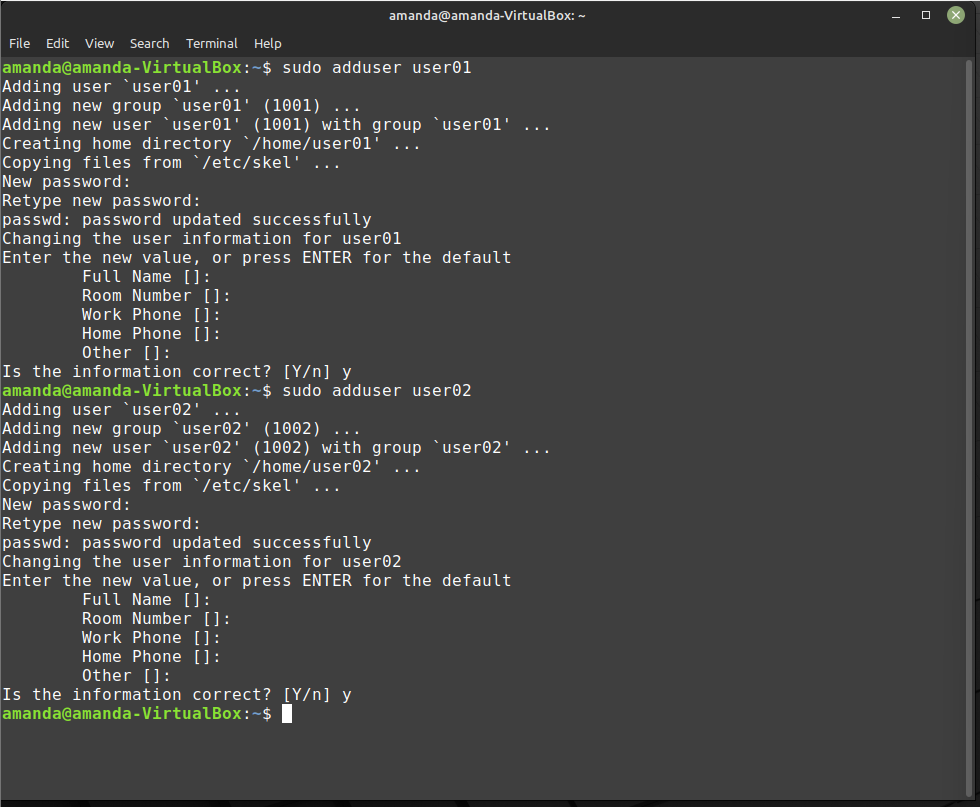 amanda@amanda-VirtualBox: ~
File Edit View Search Terminal Help
amanda@amanda-VirtualBox:~$ sudo adduser user01
Adding user `user01' ...
Adding new group `user01' (1001) ...
Adding new user `user01' (1001) with group `user01' ...
Creating home directory `/home/user01' ...
Copying files from `/etc/skel' ...
New password:
Retype new password:
passwd: password updated successfully
Changing the user information for user01
Enter the new value, or press ENTER for the default
        Full Name []:
        Room Number []:
        Work Phone []:
        Home Phone []:
        Other []:
Is the information correct? [Y/n] y
amanda@amanda-VirtualBox:~$ sudo adduser user02
Adding user `user02' ...
Adding new group `user02' (1002) ...
Adding new user `user02' (1002) with group `user02' ...
Creating home directory `/home/user02' ...
Copying files from `/etc/skel' ...
New password:
Retype new password:
passwd: password updated successfully
Changing the user information for user02
Enter the new value, or press ENTER for the default
        Full Name []:
        Room Number []:
        Work Phone []:
        Home Phone []:
        Other []:
Is the information correct? [Y/n] y
amanda@amanda-VirtualBox:~$